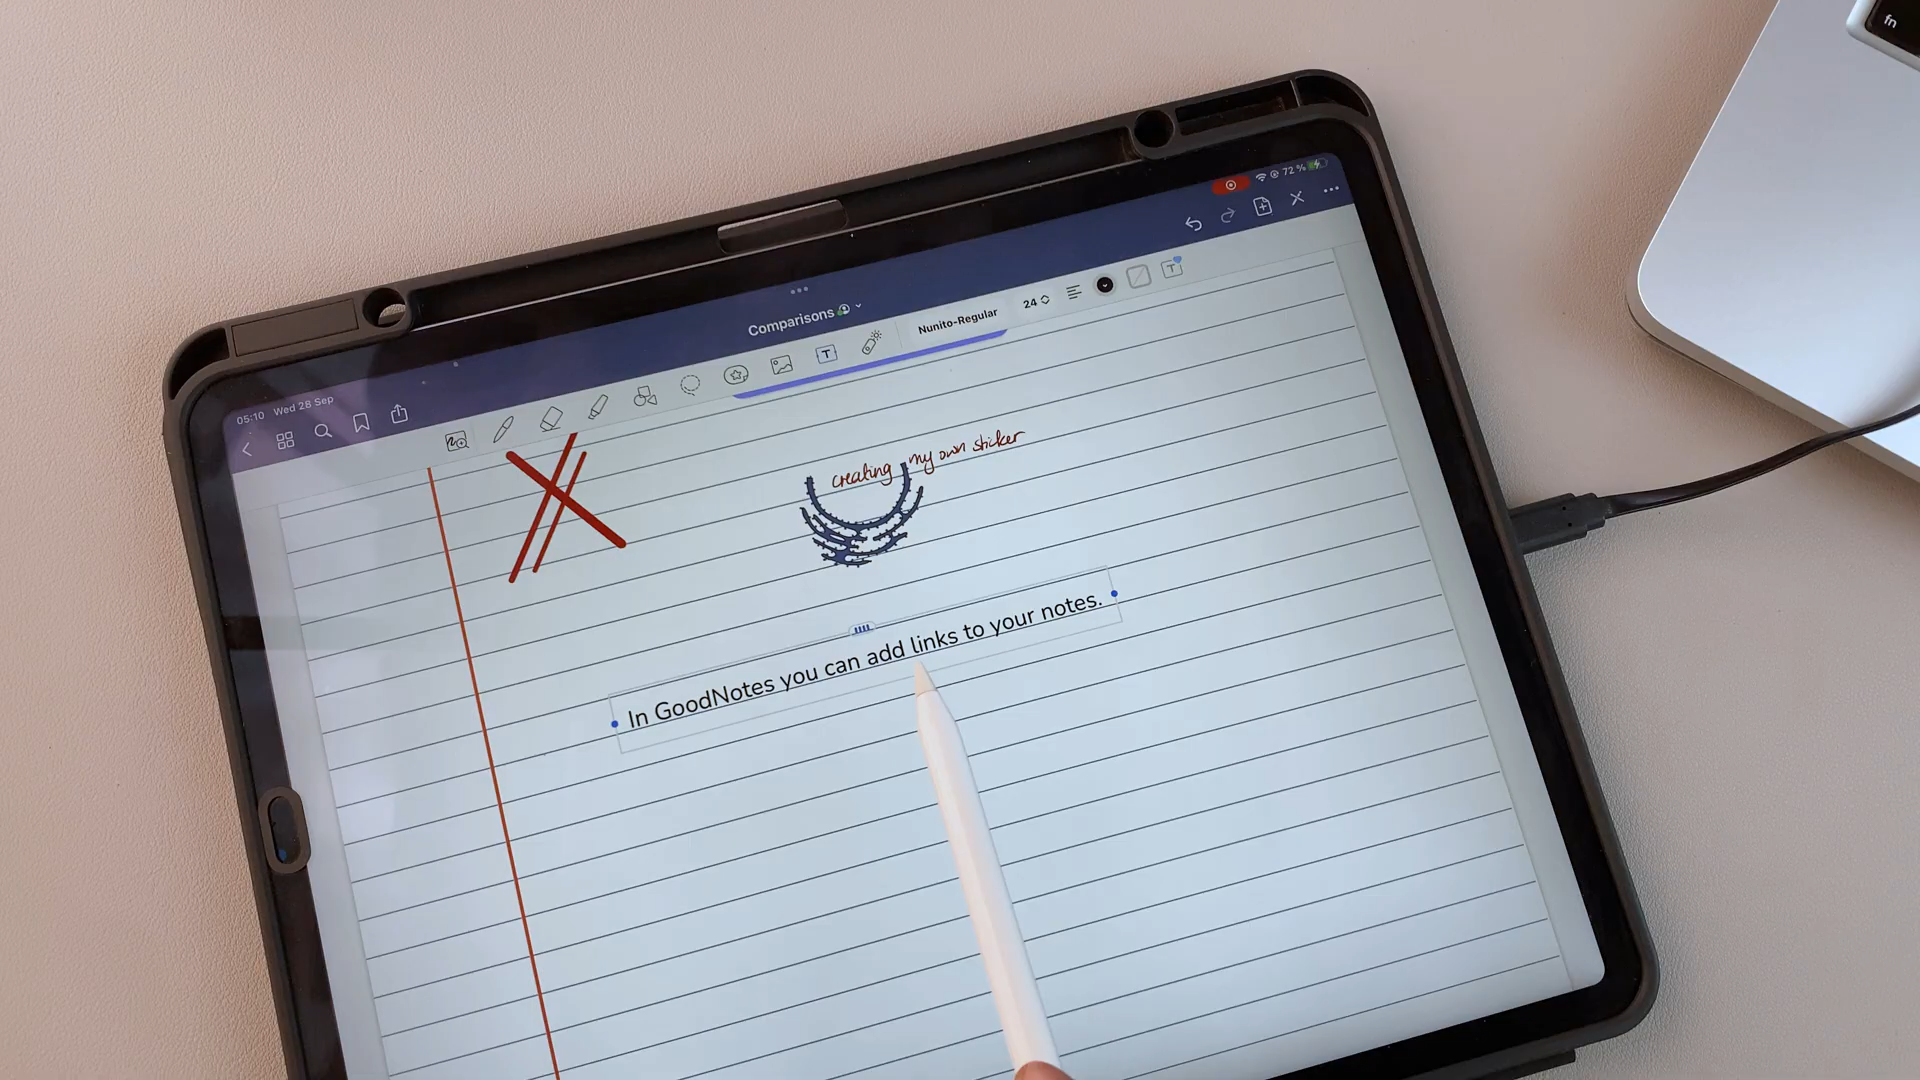 fn
72 %
05:10 Wed 28 Sep
Comparisons
Nunito-Regular
24
T
T
creating my own sticker
In GoodNotes you can add links to your notes.